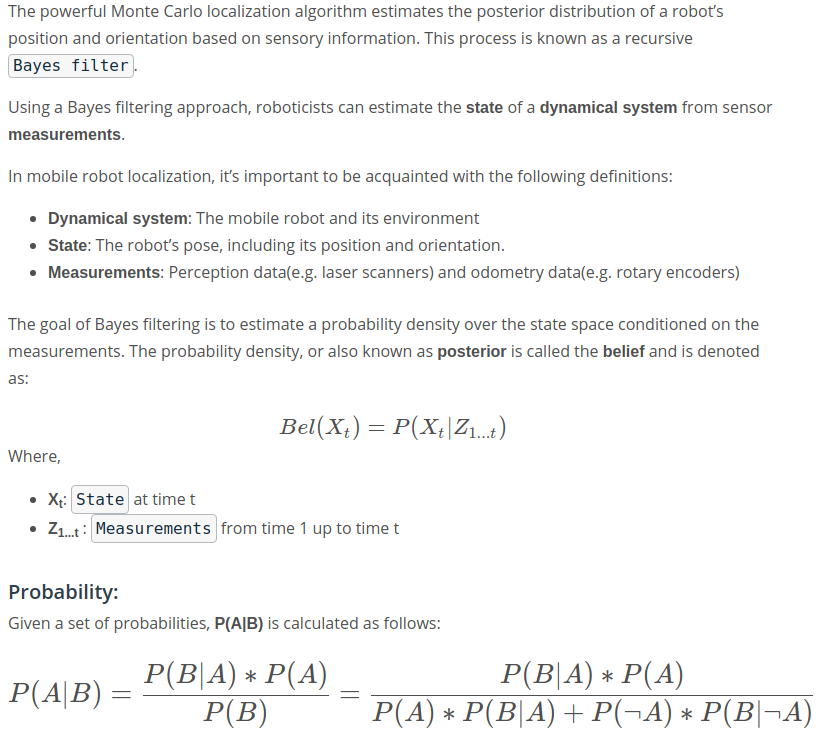 The powerful Monte Carlo localization algorithm estimates the posterior distribution of a robot’s
position and orientation based on sensory information. This process is known as a recursive
Bayes filter.
Using a Bayes filtering approach, roboticists can estimate the state of a dynamical system from sensor
measurements.
In mobile robot localization, it’s important to be acquainted with the following definitions:
• Dynamical system: The mobile robot and its environment
• State: The robot’s pose, including its position and orientation.
• Measurements: Perception data(e.g. laser scanners) and odometry data(e.g. rotary encoders)
The goal of Bayes filtering is to estimate a probability density over the state space conditioned on the
measurements. The probability density, or also known as posterior is called the belief and is denoted
as:
Bel(X_t) = P(X_t|Z_{1...t})
Where,
• X_t: State at time t
• Z_{1...t} : Measurements from time 1 up to time t
Probability:
Given a set of probabilities, P(A|B) is calculated as follows:
P(A|B) = \frac{P(B|A) * P(A)}{P(B)} = \frac{P(B|A) * P(A)}{P(A) * P(B|A) + P(¬A) * P(B|¬A)}